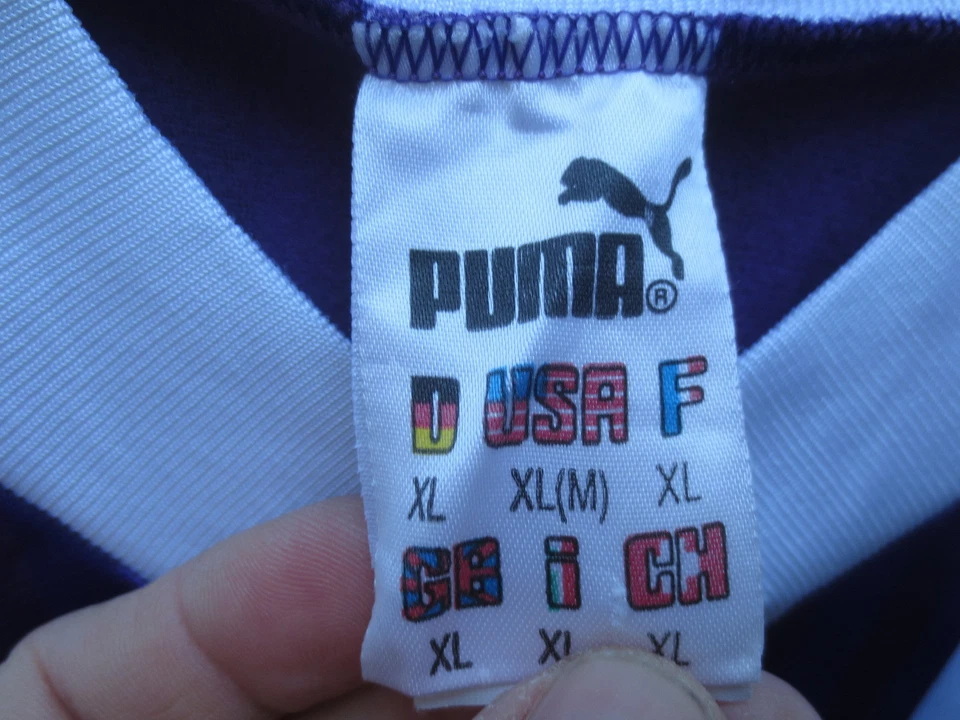 PUMA®
D USA F
XL XL(M) XL
GB i CH
XL XL XL